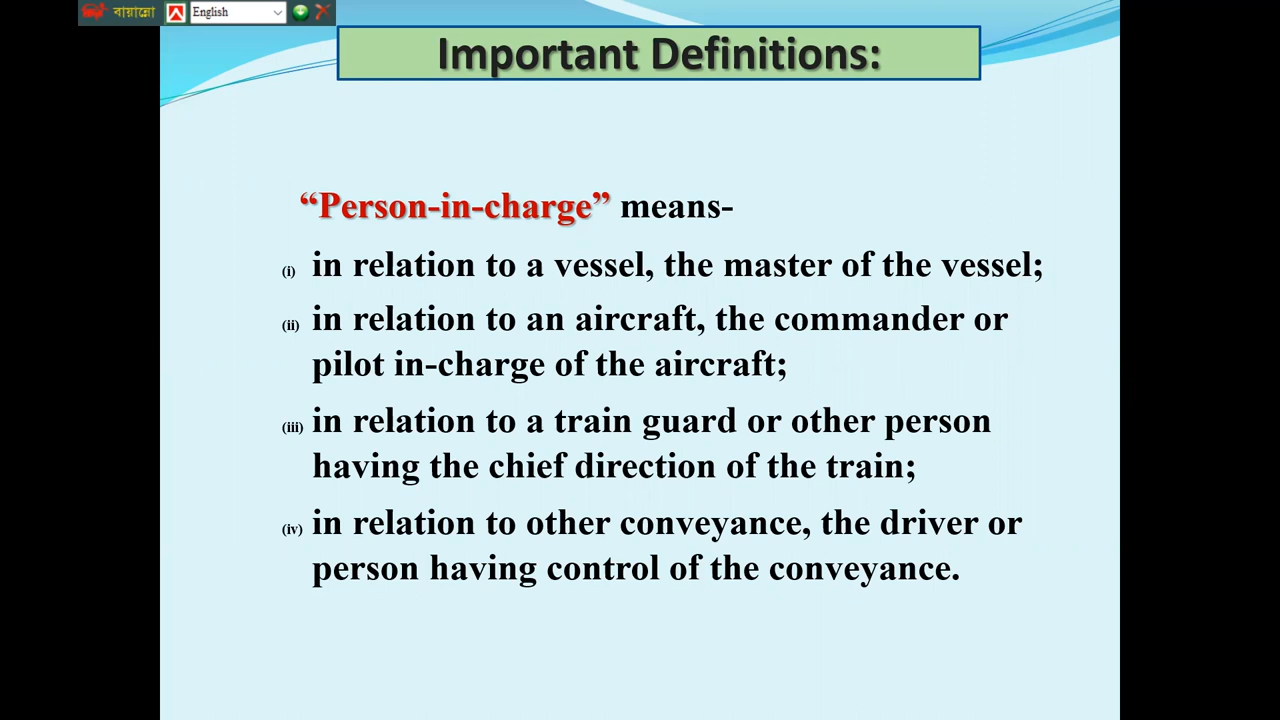 বায়ান্নো English
Important Definitions:
“Person-in-charge” means-
(i) in relation to a vessel, the master of the vessel;
(ii) in relation to an aircraft, the commander or
pilot in-charge of the aircraft;
(iii) in relation to a train guard or other person
having the chief direction of the train;
(iv) in relation to other conveyance, the driver or
person having control of the conveyance.